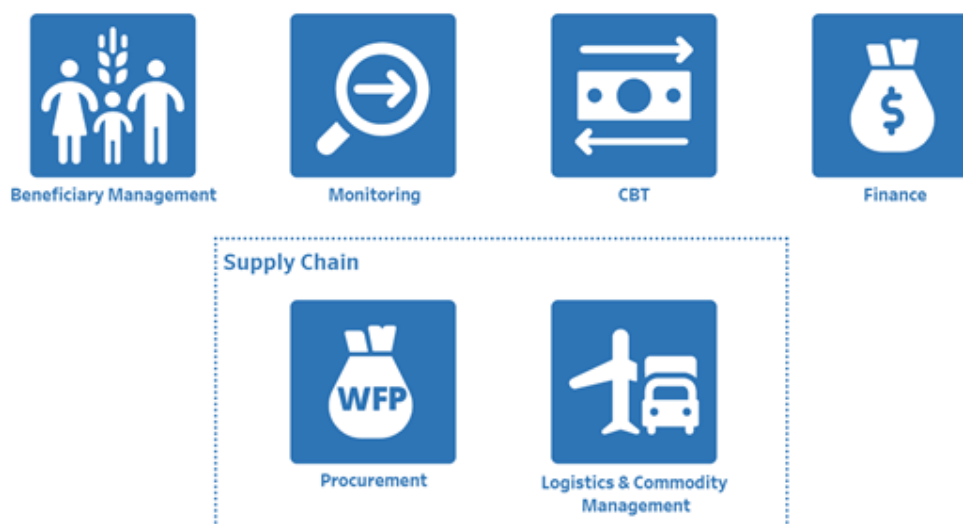 Beneficiary Management
Monitoring
CBT
$
Finance
Supply Chain
WFP
Procurement
Logistics & Commodity
Management